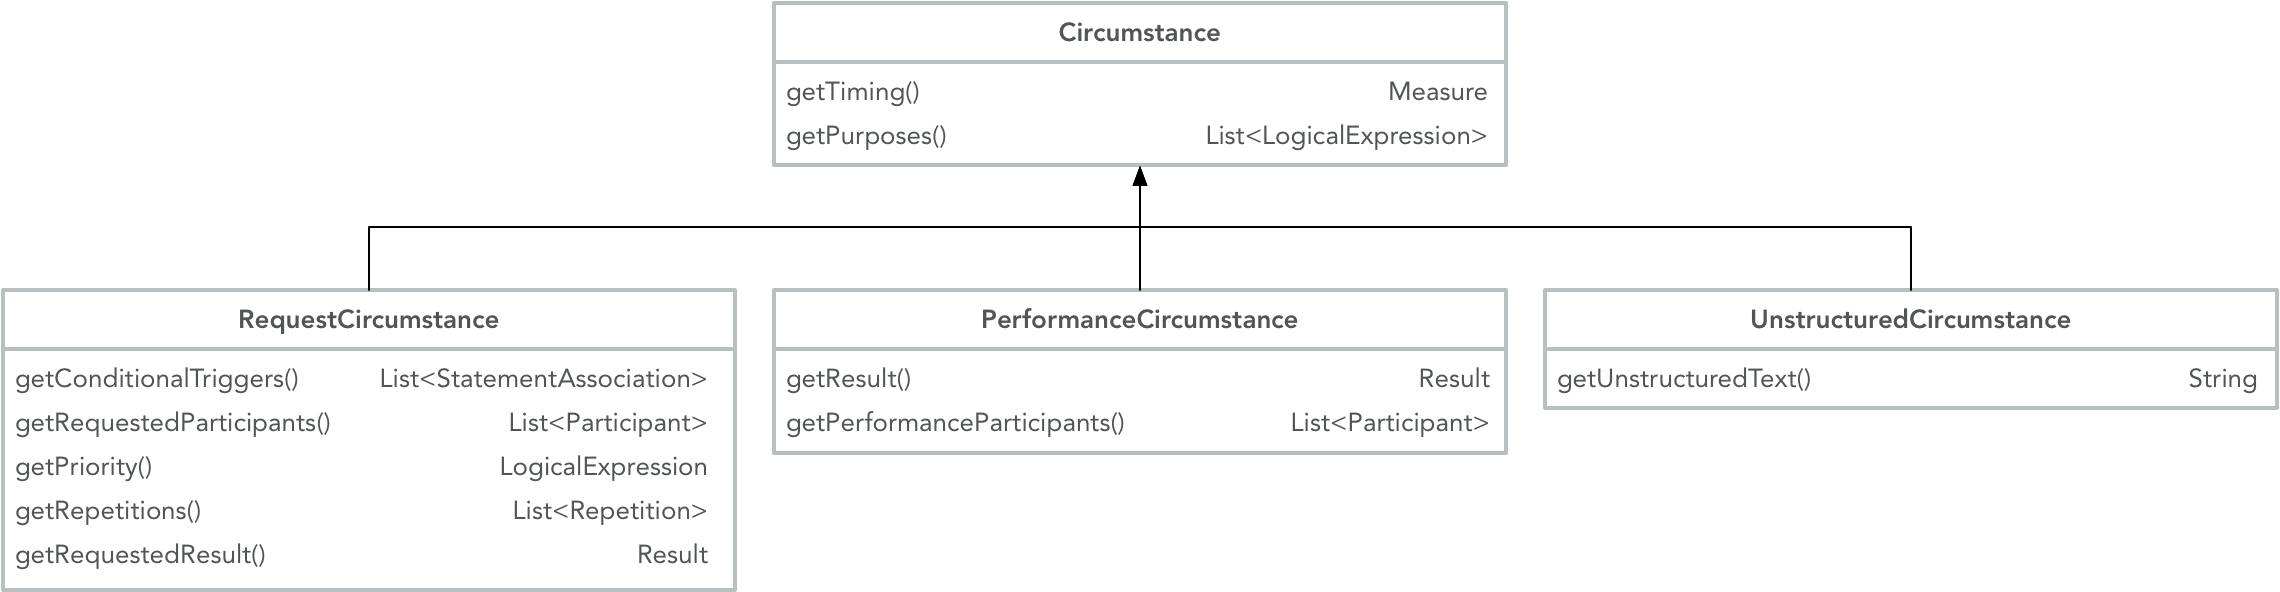 Circumstance
getTiming() Measure
getPurposes() List<LogicalExpression>
RequestCircumstance
getConditionalTriggers() List<StatementAssociation>
getRequestedParticipants() List<Participant>
getPriority() LogicalExpression
getRepetitions() List<Repetition>
getRequestedResult() Result
PerformanceCircumstance
getResult() Result
getPerformanceParticipants() List<Participant>
UnstructuredCircumstance
getUnstructuredText() String